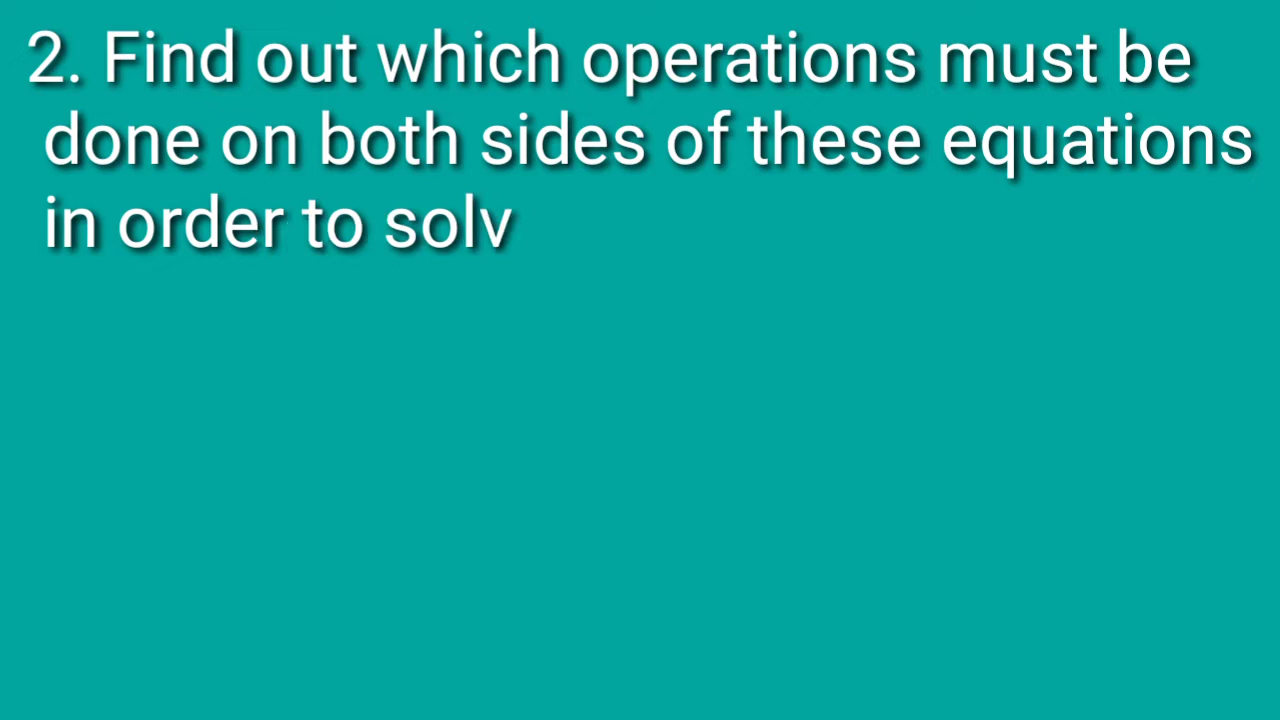 2. Find out which operations must be
done on both sides of these equations
in order to solv